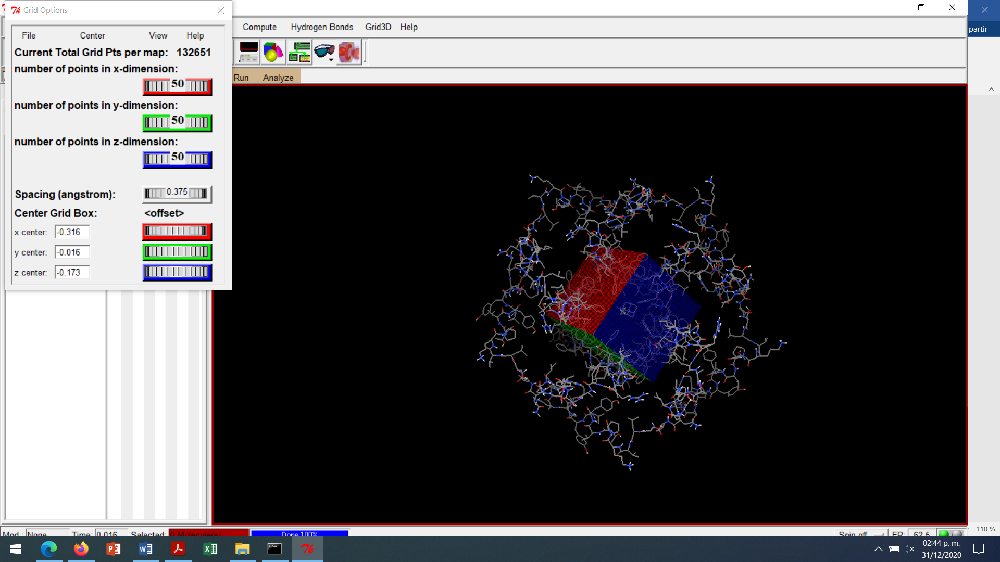 Grid Options
File Center View Help
Current Total Grid Pts per map: 132651
number of points in x-dimension:
50
number of points in y-dimension:
50
number of points in z-dimension:
50
Spacing (angstrom): 0.375
Center Grid Box: <offset>
x center: -0.316
y center: -0.016
z center: -0.173
Compute Hydrogen Bonds Grid3D Help
Run Analyze
partir
Mod.: None Time: 0.016 Selected: 0 Molecule(s) Done 100% Spin off FR: 62.5
110 %
02:44 p. m.
31/12/2020